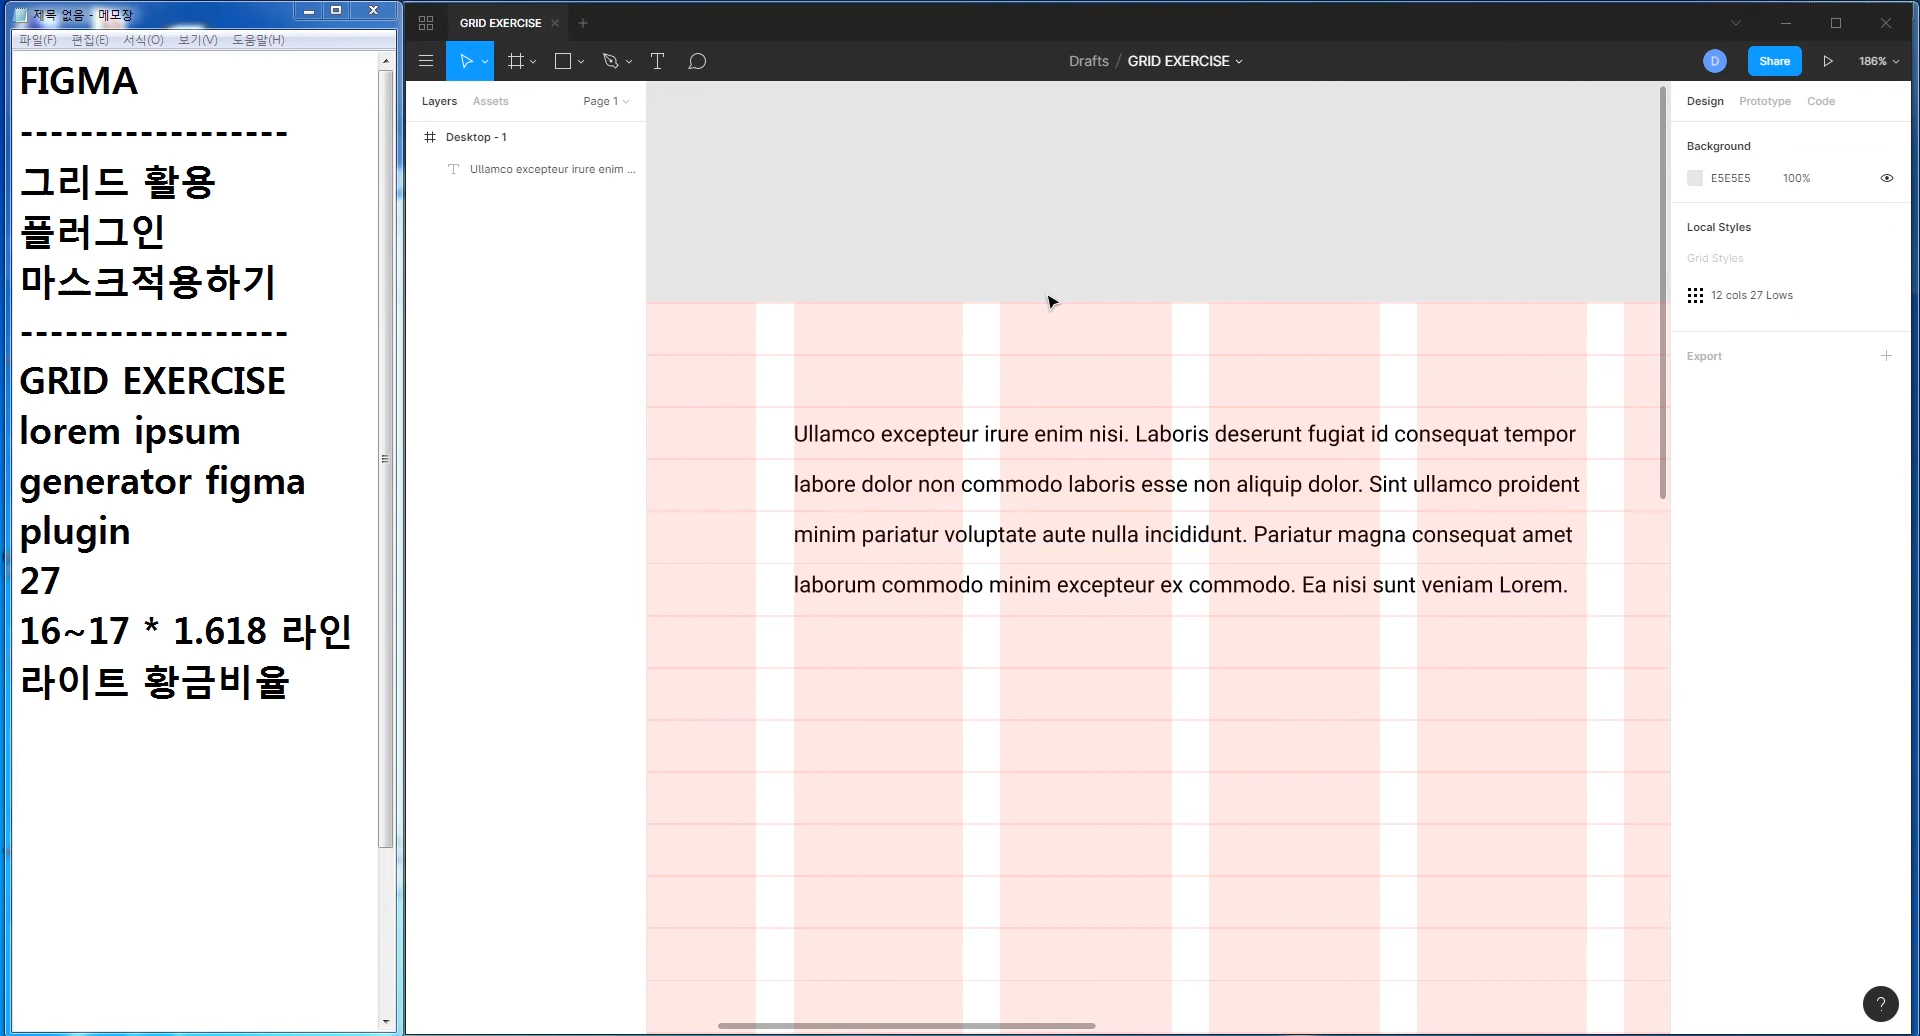 제목 없음 - 메모장
파일(F) 편집(E) 서식(O) 보기(V) 도움말(H)
FIGMA
------------------
그리드 활용
플러그인
마스크적용하기
------------------
GRID EXERCISE
lorem ipsum
generator figma
plugin
27
16~17 * 1.618 라인
라이트 황금비율
GRID EXERCISE
Drafts / GRID EXERCISE
D
Share
186%
Layers Assets Page 1
Desktop - 1
Ullamco excepteur irure enim ...
Ullamco excepteur irure enim nisi. Laboris deserunt fugiat id consequat tempor
labore dolor non commodo laboris esse non aliquip dolor. Sint ullamco proident
minim pariatur voluptate aute nulla incididunt. Pariatur magna consequat amet
laborum commodo minim excepteur ex commodo. Ea nisi sunt veniam Lorem.
Design Prototype Code
Background
E5E5E5 100%
Local Styles
Grid Styles
12 cols 27 Lows
Export
?